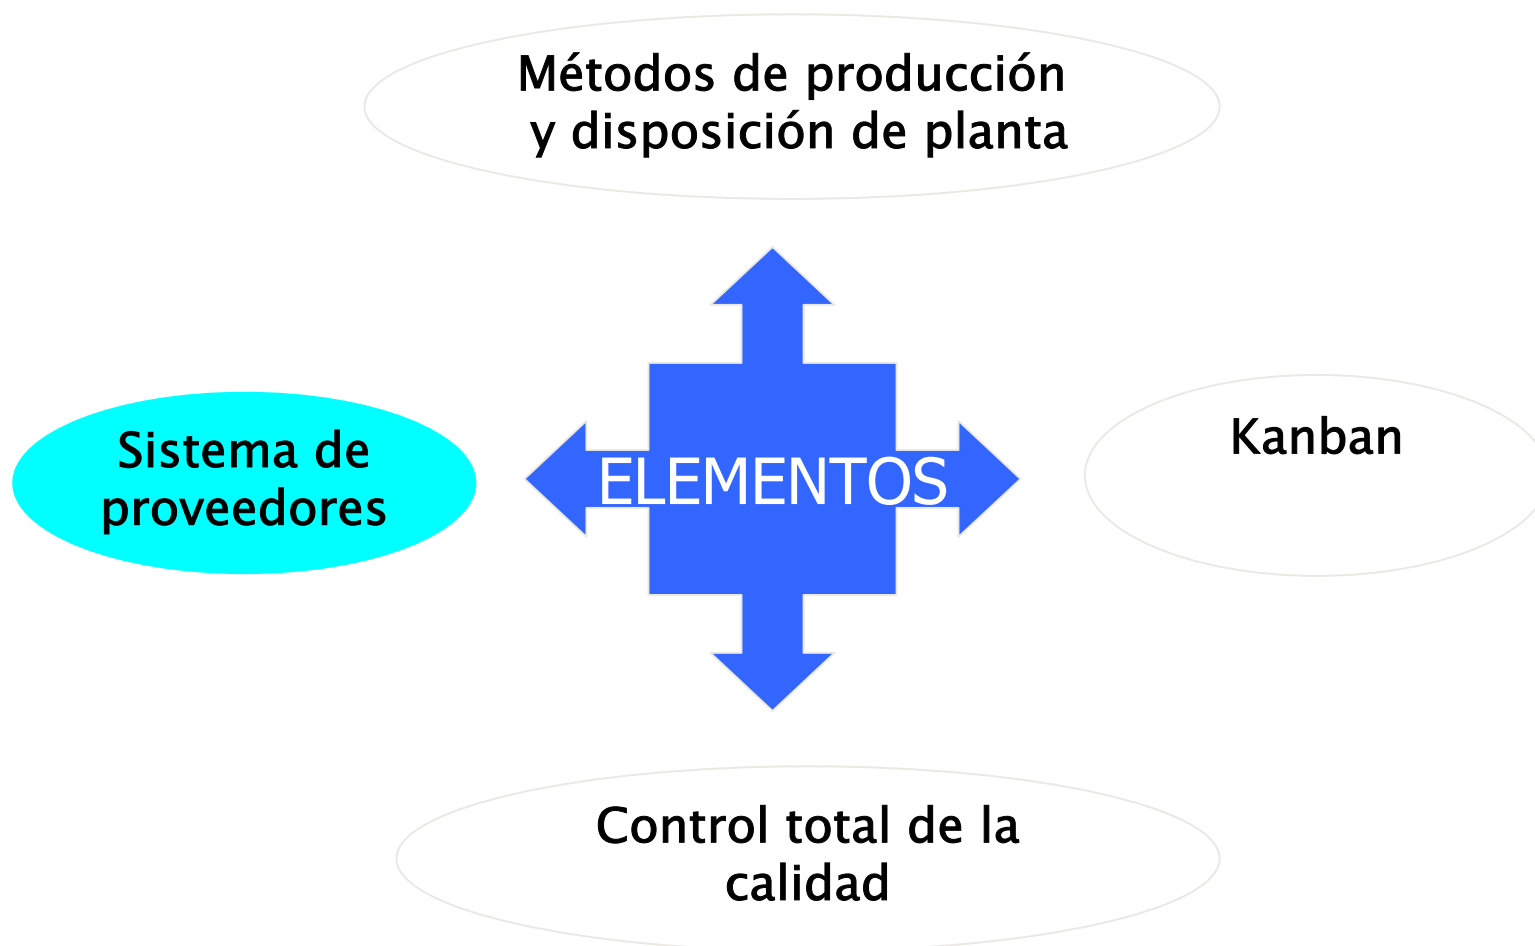 Métodos de producción
y disposición de planta
Sistema de
proveedores
ELEMENTOS
Kanban
Control total de la
calidad